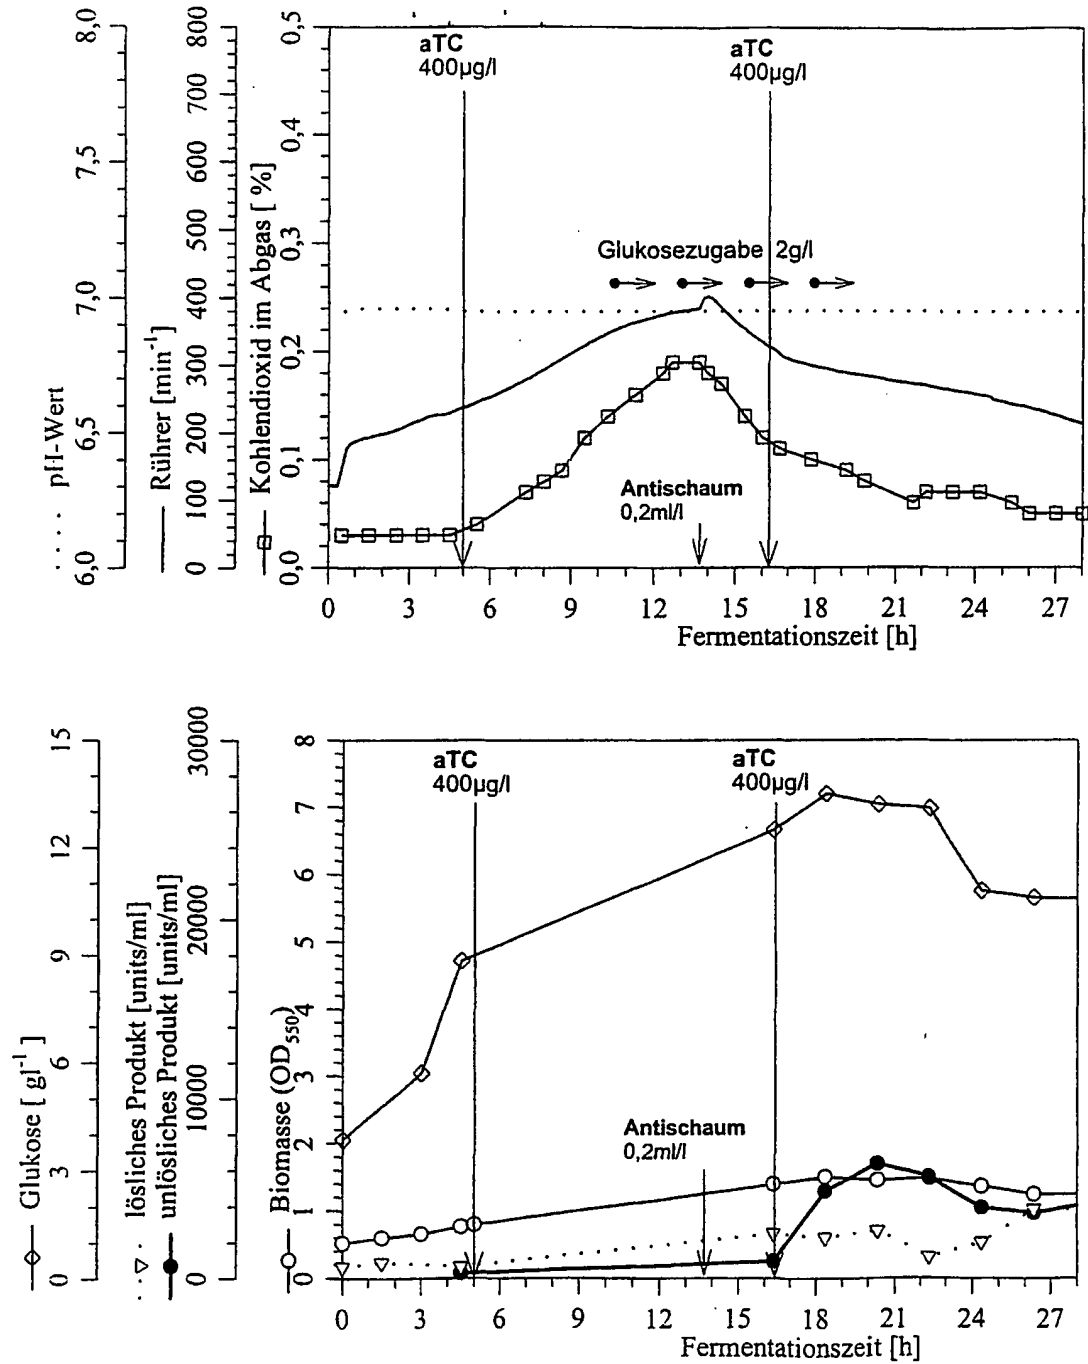 8,0
7,5
7,0
6,5
6,0
.... pH-Wert
800
700
600
500
400
300
200
100
0
Rührer [min-1]
0,5
0,4
0,3
0,2
0,1
0,0
Kohlendioxid im Abgas [ %]
aTC
400µg/l
aTC
400µg/l
Glukosezugabe 2g/l
Antischaum
0,2ml/l
0 3 6 9 12 15 18 21 24 27
Fermentationszeit [h]
15
12
9
6
3
0
Glukose [ gl-1 ]
30000
20000
10000
0
lösliches Produkt [units/ml]
unlösliches Produkt [units/ml]
8
7
6
5
4
3
2
1
0
Biomasse (OD550)
aTC
400µg/l
aTC
400µg/l
Antischaum
0,2ml/l
0 3 6 9 12 15 18 21 24 27
Fermentationszeit [h]